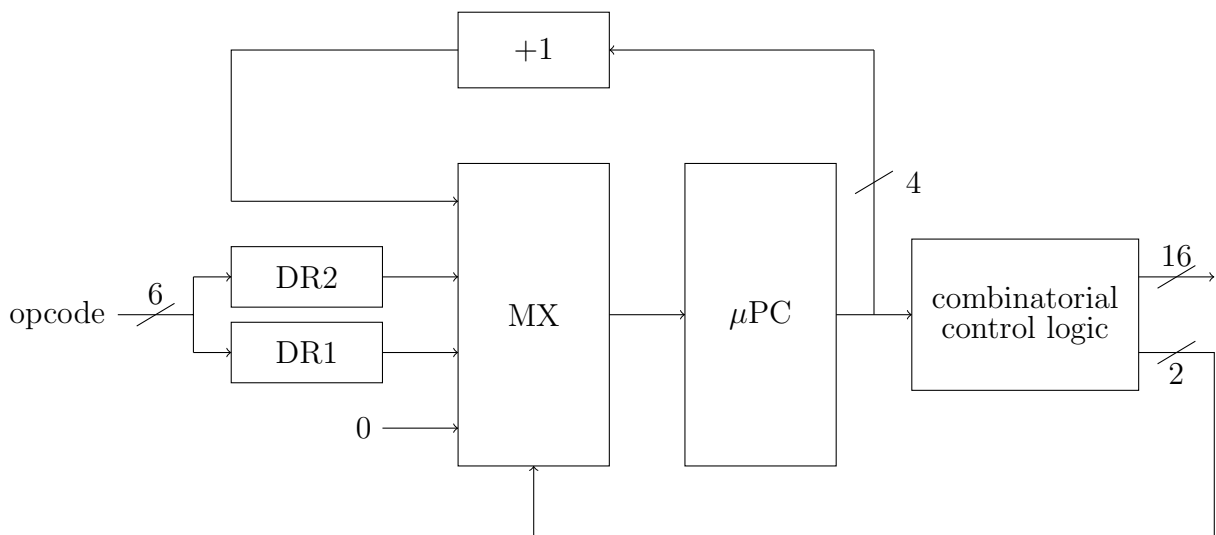 +1
4
DR2
16
6
opcode
MX
μPC
combinatorial
control logic
DR1
2
0